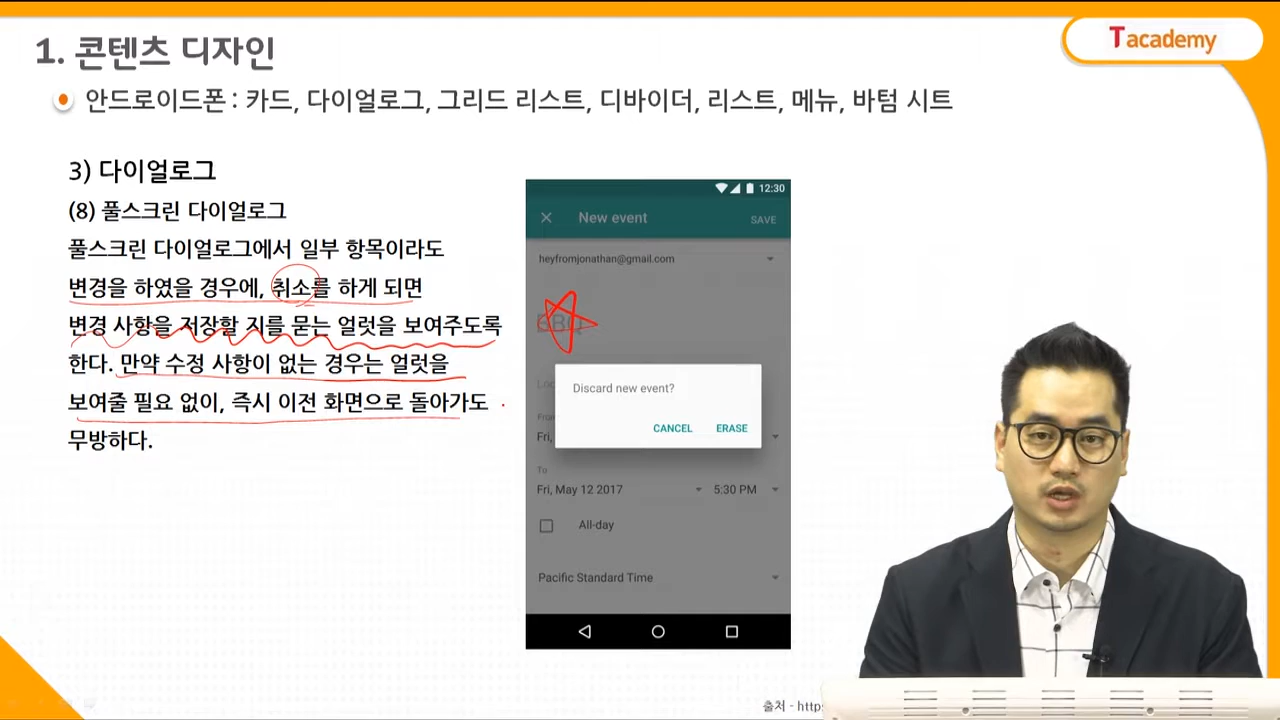 1. 콘텐츠 디자인
Tacademy
안드로이드폰 : 카드, 다이얼로그, 그리드 리스트, 디바이더, 리스트, 메뉴, 바텀 시트
3) 다이얼로그
(8) 풀스크린 다이얼로그
풀스크린 다이얼로그에서 일부 항목이라도
변경을 하였을 경우에, 취소를 하게 되면
변경 사항을 저장할 지를 묻는 얼럿을 보여주도록
한다. 만약 수정 사항이 없는 경우는 얼럿을
보여줄 필요 없이, 즉시 이전 화면으로 돌아가도
무방하다.
12:30
New event SAVE
heyfromjonathan@gmail.com
BBQ
Discard new event?
CANCEL ERASE
Fri,
To
Fri, May 12 2017 5:30 PM
All-day
Pacific Standard Time
출처 - https